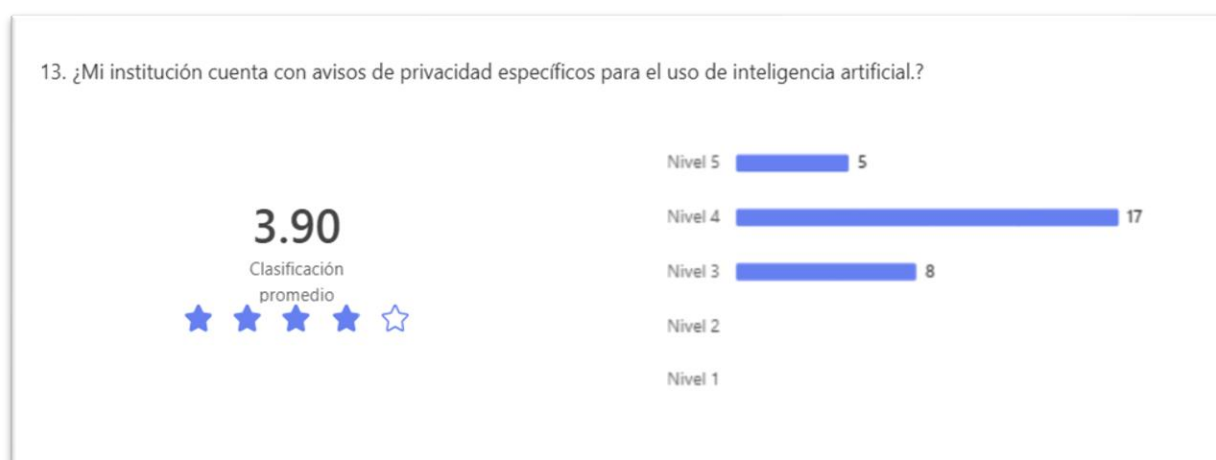 13. ¿Mi institución cuenta con avisos de privacidad específicos para el uso de inteligencia artificial.?
3.90
Clasificación
promedio
Nivel 5 5
Nivel 4 17
Nivel 3 8
Nivel 2
Nivel 1